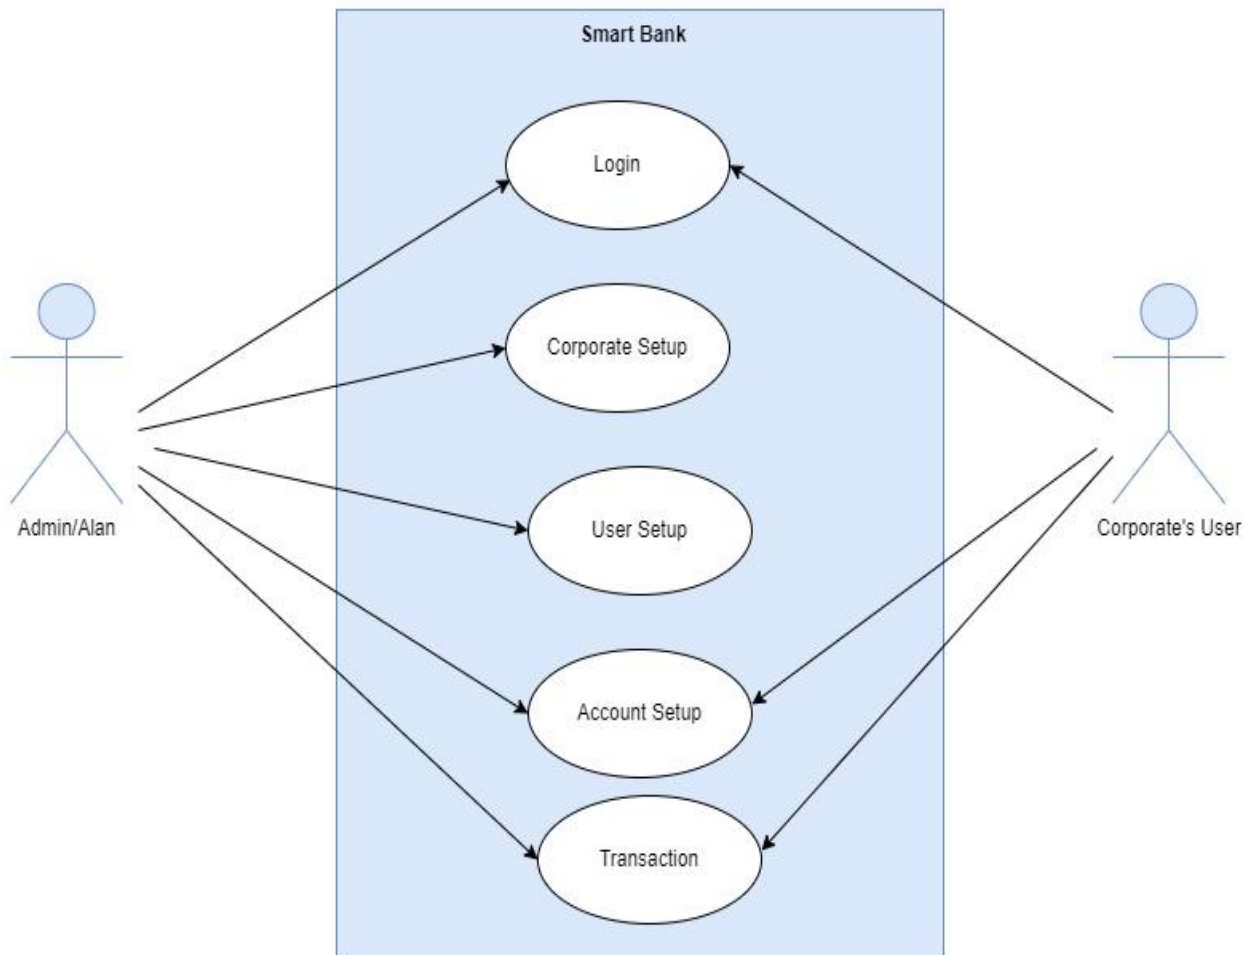 Smart Bank
Login
Corporate Setup
User Setup
Admin/Alan
Corporate's User
Account Setup
Transaction